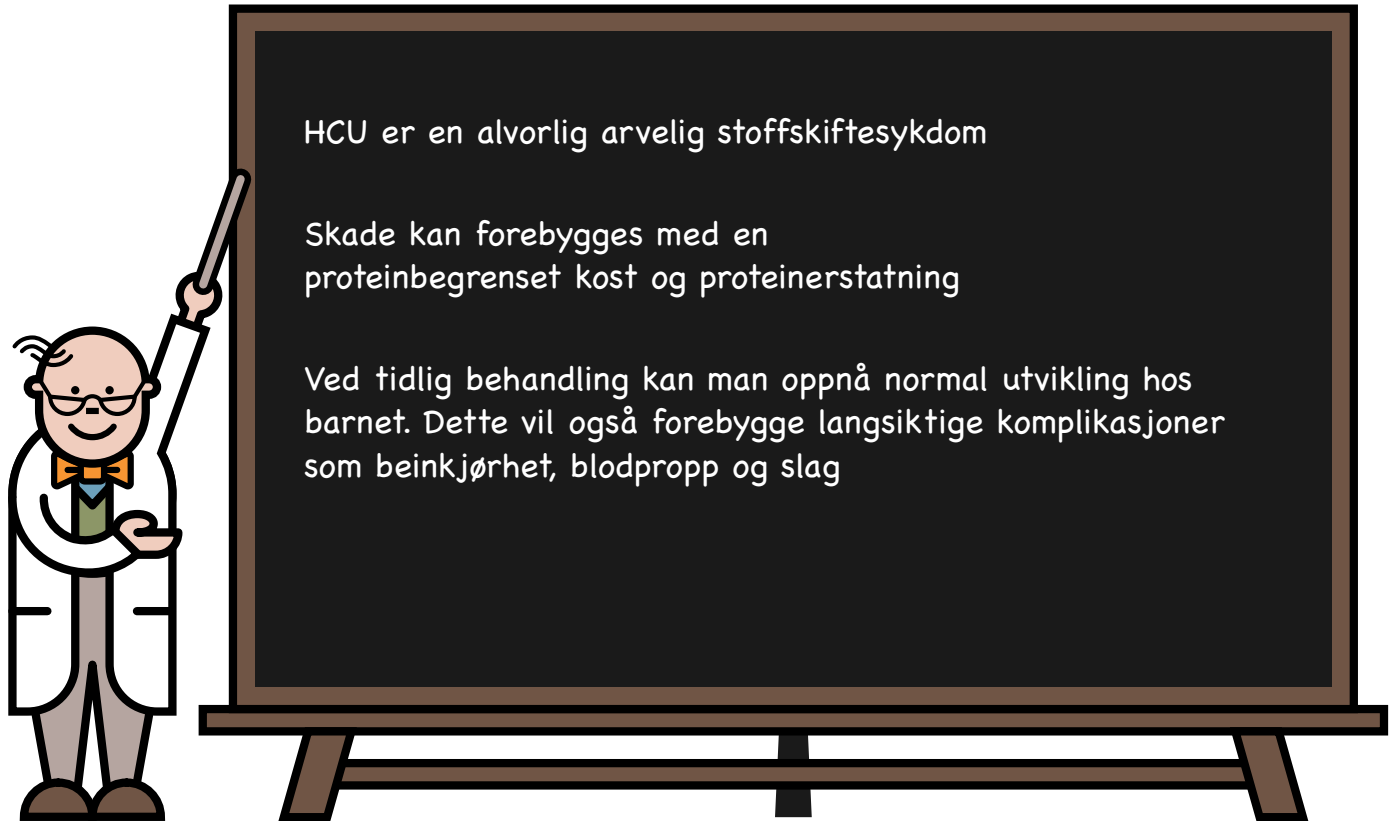 HCU er en alvorlig arvelig stoffskiftesykdom
Skade kan forebygges med en
proteinbegrenset kost og proteinerstatning
Ved tidlig behandling kan man oppnå normal utvikling hos
barnet. Dette vil også forebygge langsiktige komplikasjoner
som beinkjørhet, blodpropp og slag